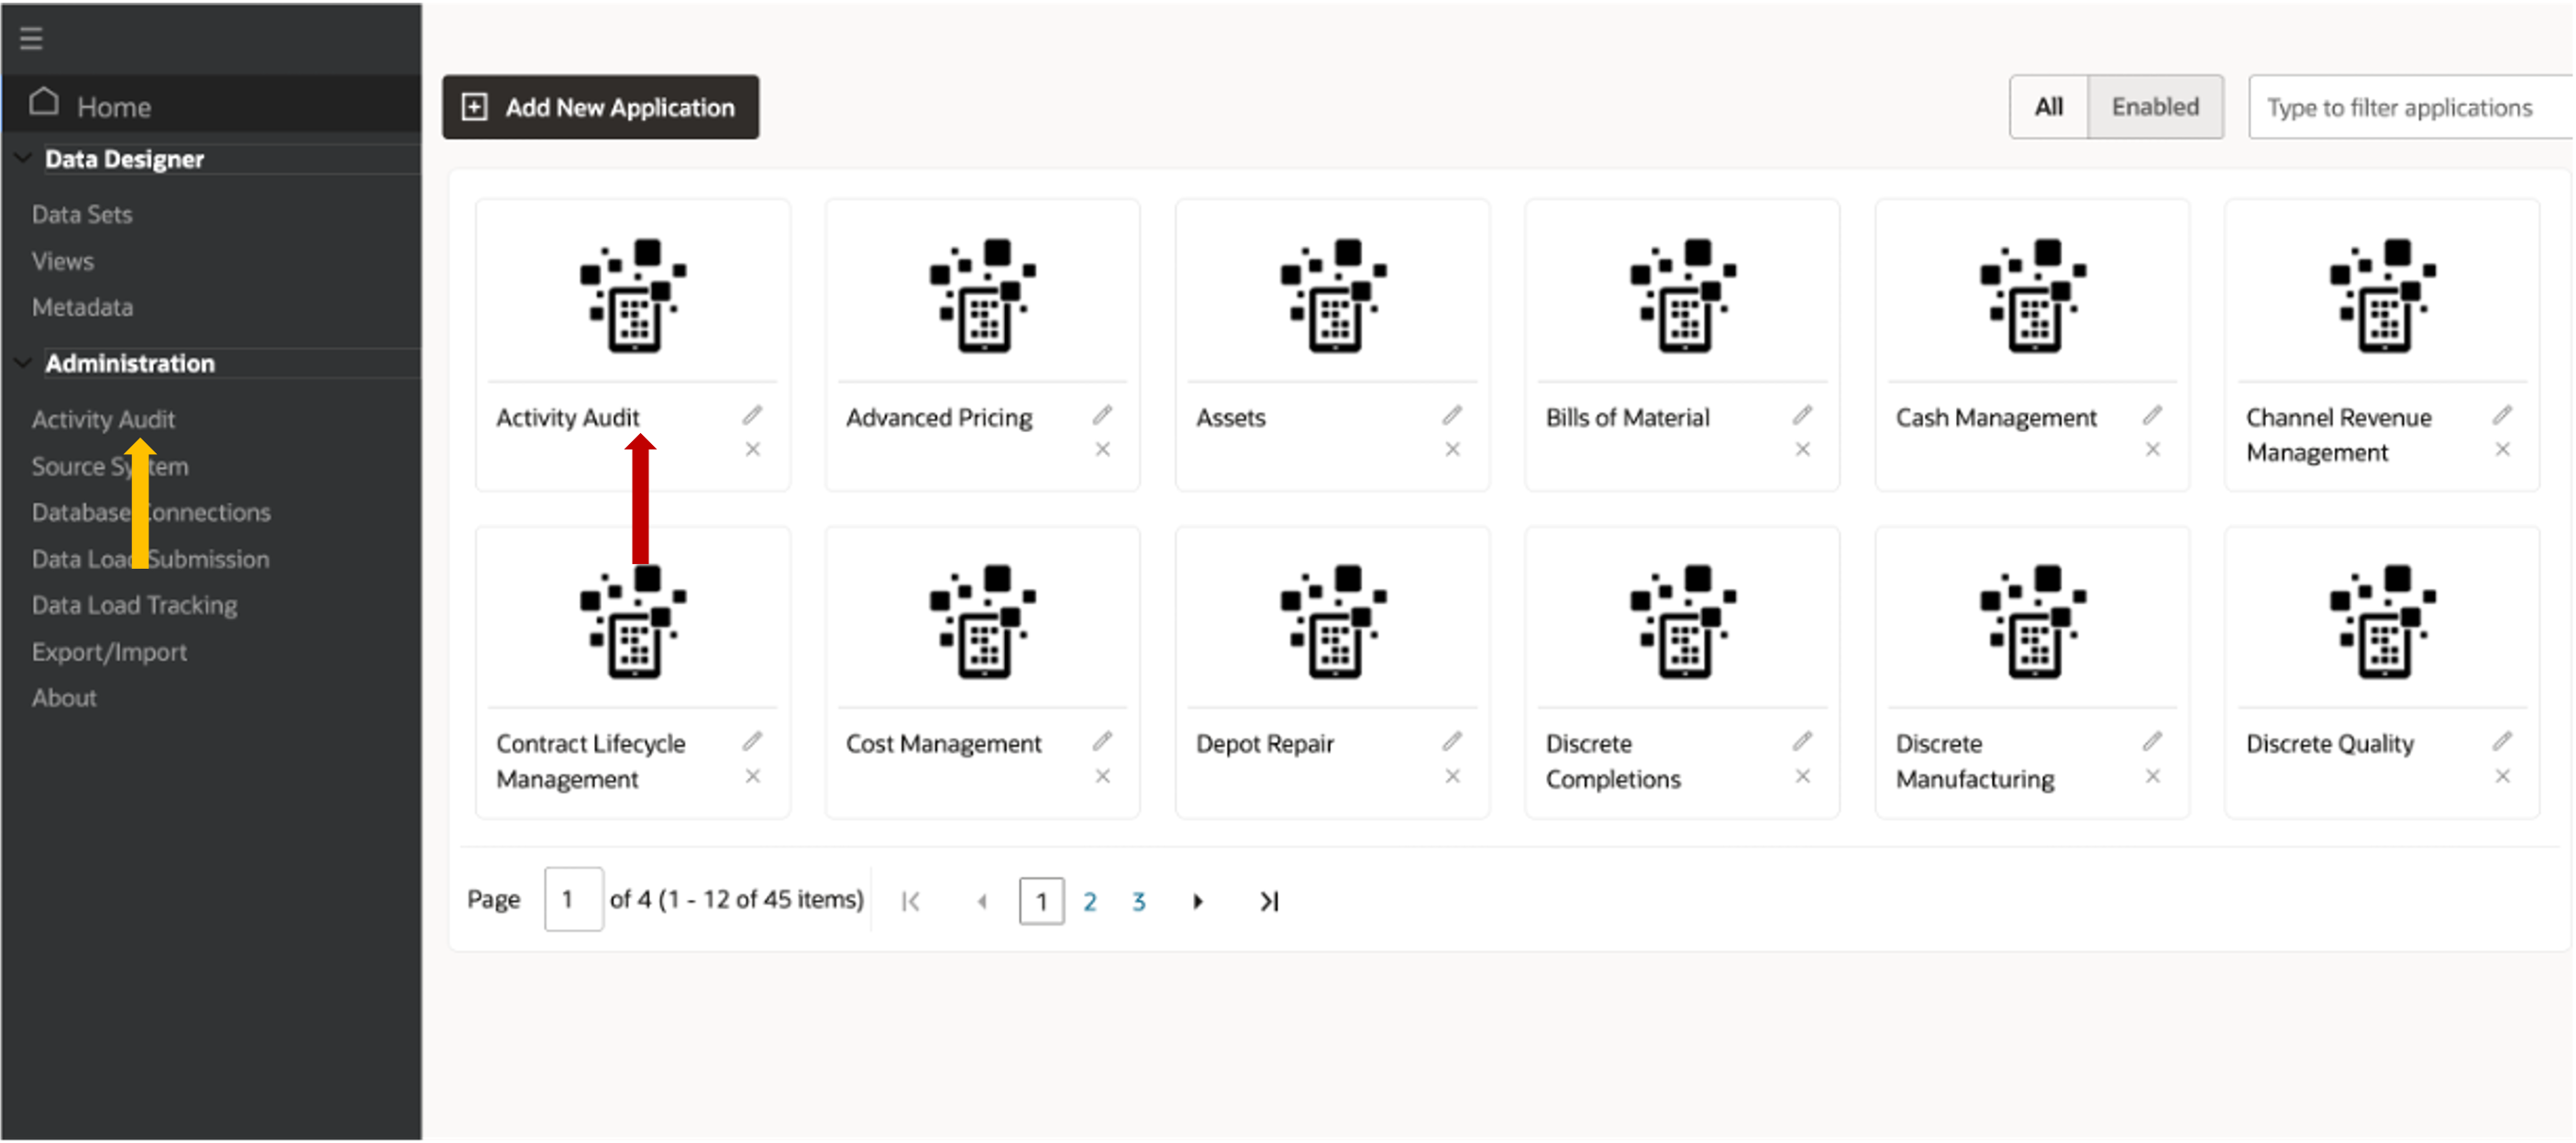 Home
Data Designer
Data Sets
Views
Metadata
Administration
Activity Audit
Source System
Database Connections
Data Load Submission
Data Load Tracking
Export/Import
About
Add New Application
All
Enabled
Type to filter applications
Activity Audit
Advanced Pricing
Assets
Bills of Material
Cash Management
Channel Revenue
Management
Contract Lifecycle
Management
Cost Management
Depot Repair
Discrete
Completions
Discrete
Manufacturing
Discrete Quality
Page 1 of 4 (1 - 12 of 45 items) 1 2 3